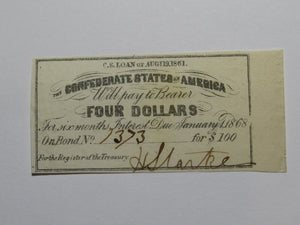 C.S. LOAN OF AUG. 19, 1861.
THE CONFEDERATE STATES OF AMERICA
Will pay to Bearer
FOUR DOLLARS
For six months Interest Due January 1, 1868
On Bond No. 1373 for $100
For the Register of the Treasury